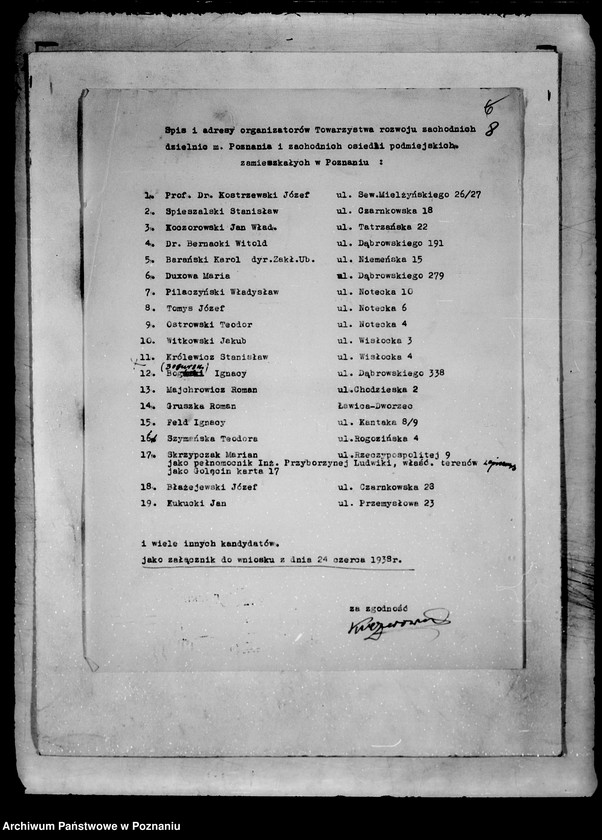 6
8
Spis i adresy organizatorów Towarzystwa rozwoju zachodnich
dzielnic m. Poznania i zachodnich osiedli podmiejskich.
zamieszkałych w Poznaniu :
1. Prof. Dr. Kostrzewski Józef ul. Sew.Mielżyńskiego 26/27
2. Spieszalski Stanisław ul. Czarnkowska 18
3. Koozorowski Jan Wład. ul. Tatrzańska 22
4. Dr. Bernacki Witold ul. Dąbrowskiego 191
5. Barański Karol dyr.Zakł.Ub. ul. Niemeńska 15
6. Duxowa Maria ul. Dąbrowskiego 279
7. Pilaczyński Władysław ul. Notecka 10
8. Tomys Józef ul. Notecka 6
9. Ostrowski Teodor ul. Notecka 4
10. Witkowski Jakub ul. Wisłocka 3
11. Królewicz Stanisław ul. Wisłocka 4
12. Ignacy ul. Dąbrowskiego 338
13. Majchrowicz Roman ul.Chodzieska 2
14. Gruszka Roman Ławica-Dworzec
15. Feld Ignacy ul. Kantaka 8/9
16. Szymańska Teodora ul.Rogozińska 4
17. Skrzypczak Marian ul.Rzeczypospolitej 9
jako pełnomocnik Inż. Przyborzynej Ludwiki, właśc. terenów
jako Golęcin karta 17
18. Błażejewski Józef ul. Czarnkowska 28
19. Kukucki Jan ul. Przemysłowa 23
i wiele innych kandydatów.
jako załącznik do wniosku z dnia 24 czerca 1938r.
za zgodność
Archiwum Państwowe w Poznaniu